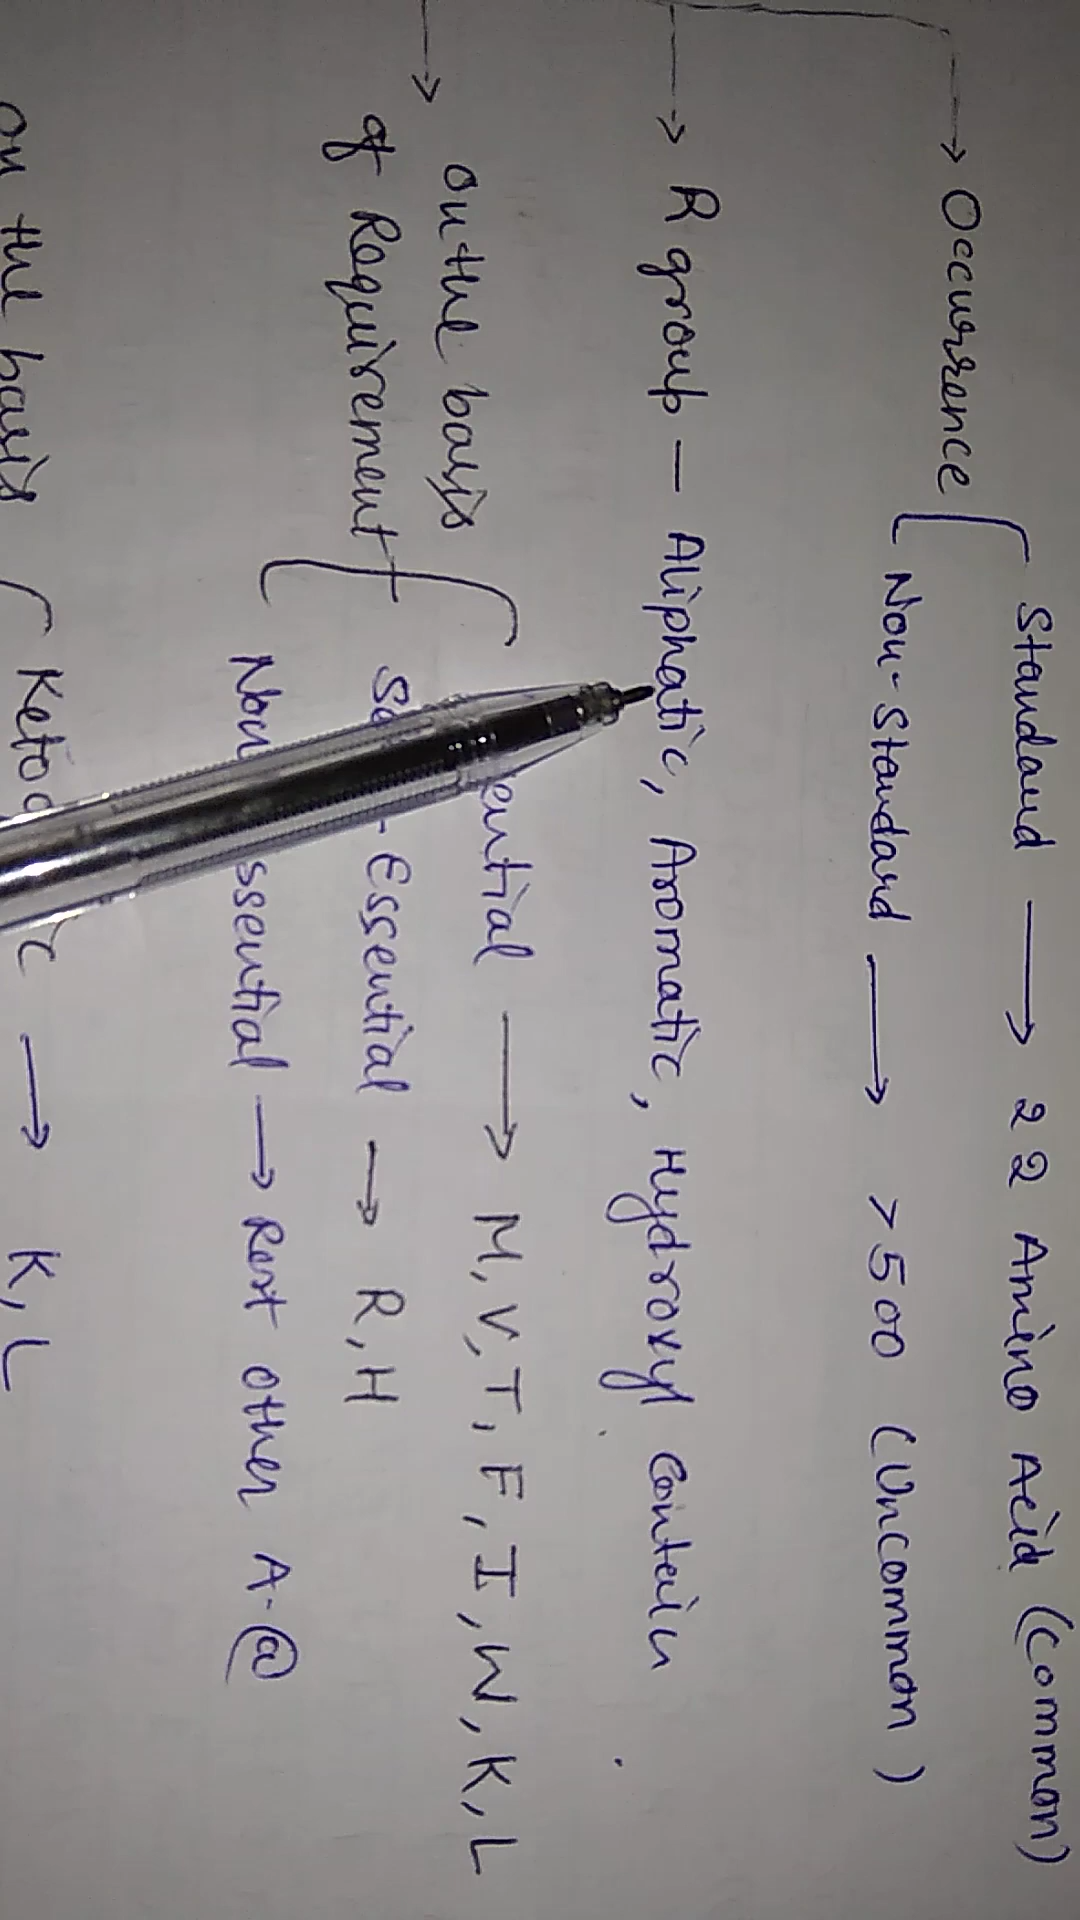 → Occurrence
Standard → 22 Amino Acid (Common)
Non-Standard → >500 (Uncommon)
→ R group - Aliphatic, Aromatic, Hydroxyl Contain
→ on the basis of Requirement
ential → M, V, T, F, I, W, K, L
-Essential → R, H
Non ssential → Rest other A.@
on the basis
Keto c → K, L